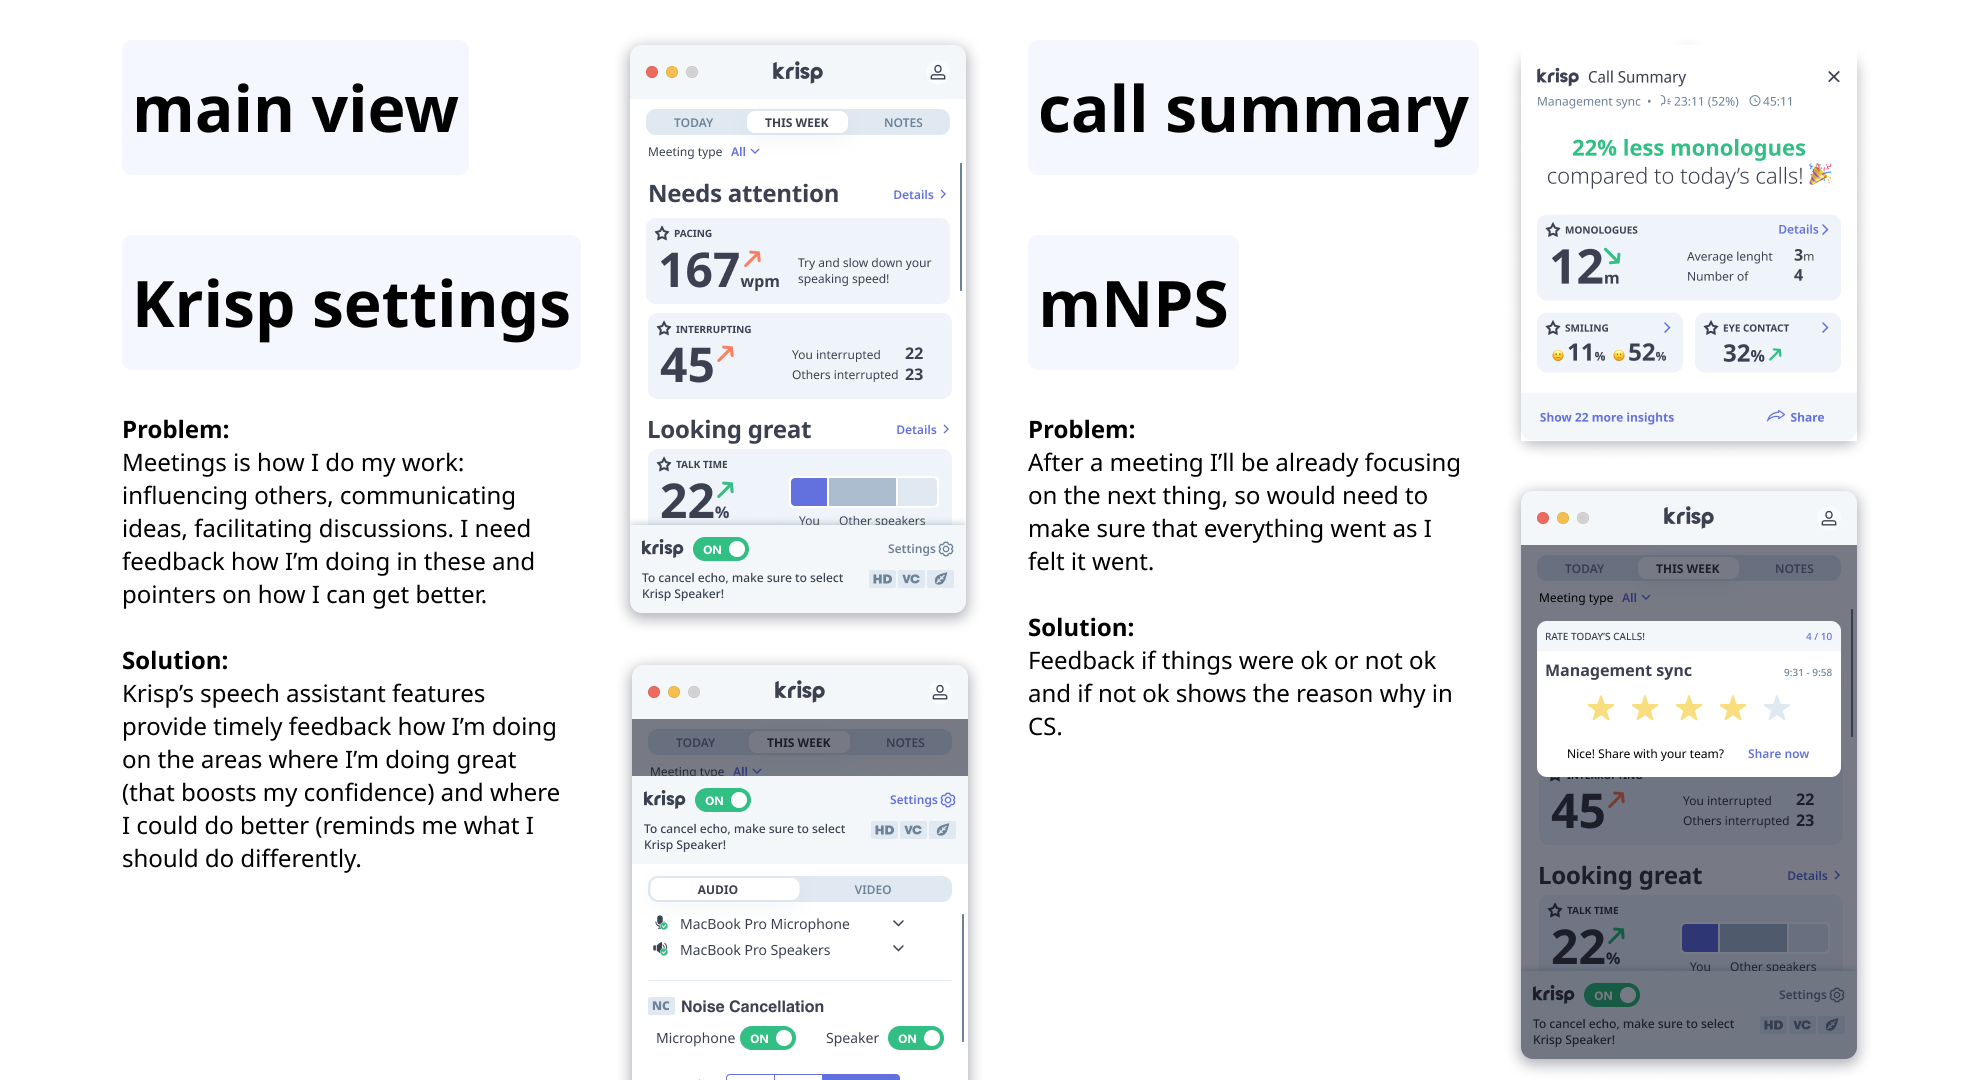 main view
Krisp settings
Problem:
Meetings is how I do my work:
influencing others, communicating
ideas, facilitating discussions. I need
feedback how I’m doing in these and
pointers on how I can get better.
Solution:
Krisp’s speech assistant features
provide timely feedback how I’m doing
on the areas where I’m doing great
(that boosts my confidence) and where
I could do better (reminds me what I
should do differently.
krisp
TODAY THIS WEEK NOTES
Meeting type All
Needs attention Details
PACING
167 wpm
Try and slow down your
speaking speed!
INTERRUPTING
45
You interrupted 22
Others interrupted 23
Looking great Details
TALK TIME
22%
You Other speakers
krisp ON Settings
To cancel echo, make sure to select
Krisp Speaker!
HD VC
krisp
TODAY THIS WEEK NOTES
Meeting type All
krisp ON Settings
To cancel echo, make sure to select
Krisp Speaker!
HD VC
AUDIO VIDEO
MacBook Pro Microphone
MacBook Pro Speakers
NC Noise Cancellation
Microphone ON Speaker ON
call summary
mNPS
Problem:
After a meeting I’ll be already focusing
on the next thing, so would need to
make sure that everything went as I
felt it went.
Solution:
Feedback if things were ok or not ok
and if not ok shows the reason why in
CS.
krisp Call Summary
Management sync • 23:11 (52%) 45:11
22% less monologues
compared to today’s calls!
MONOLOGUES Details
12m
Average lenght 3m
Number of 4
SMILING
11% 52%
EYE CONTACT
32%
Show 22 more insights Share
krisp
TODAY THIS WEEK NOTES
Meeting type All
RATE TODAY’S CALLS! 4 / 10
Management sync 9:31 - 9:58
Nice! Share with your team? Share now
INTERRUPTING
45
You interrupted 22
Others interrupted 23
Looking great Details
TALK TIME
22%
You Other speakers
krisp ON Settings
To cancel echo, make sure to select
Krisp Speaker!
HD VC